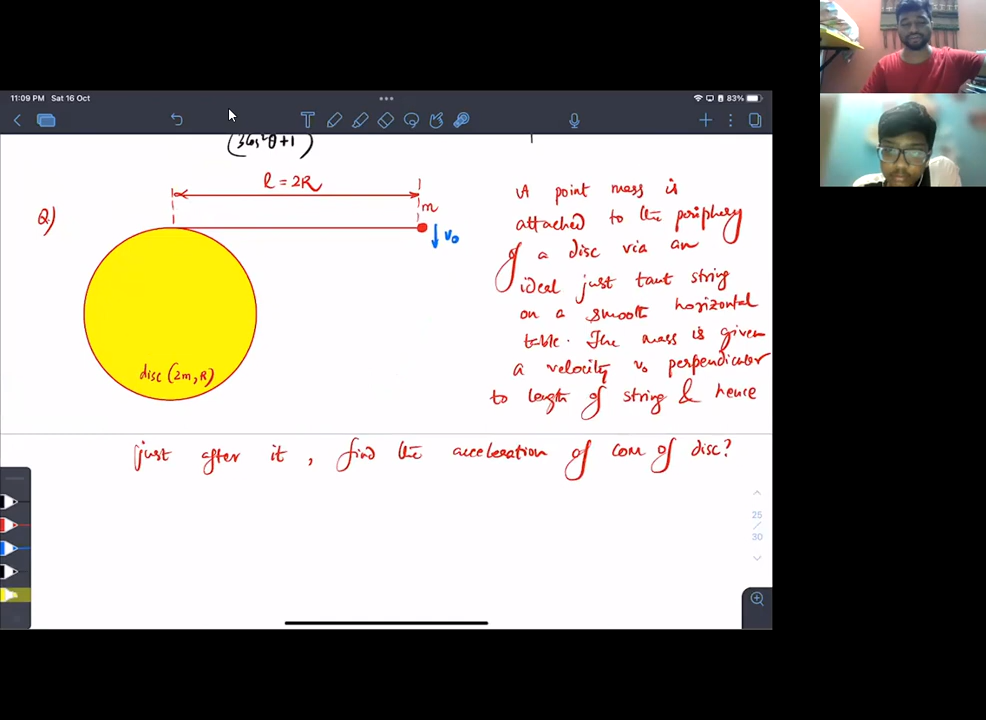 11:09 PM Sat 16 Oct
83%
(3cos²θ+1)
l = 2R
Q)
m
v₀
disc (2m, R)
A point mass is
attached to the periphery
of a disc via an
ideal just taut string
on a smooth horizontal
table. The mass is given
a velocity v₀ perpendicular
to length of string & hence
just after it, find the acceleration of com of disc?
25
/
30